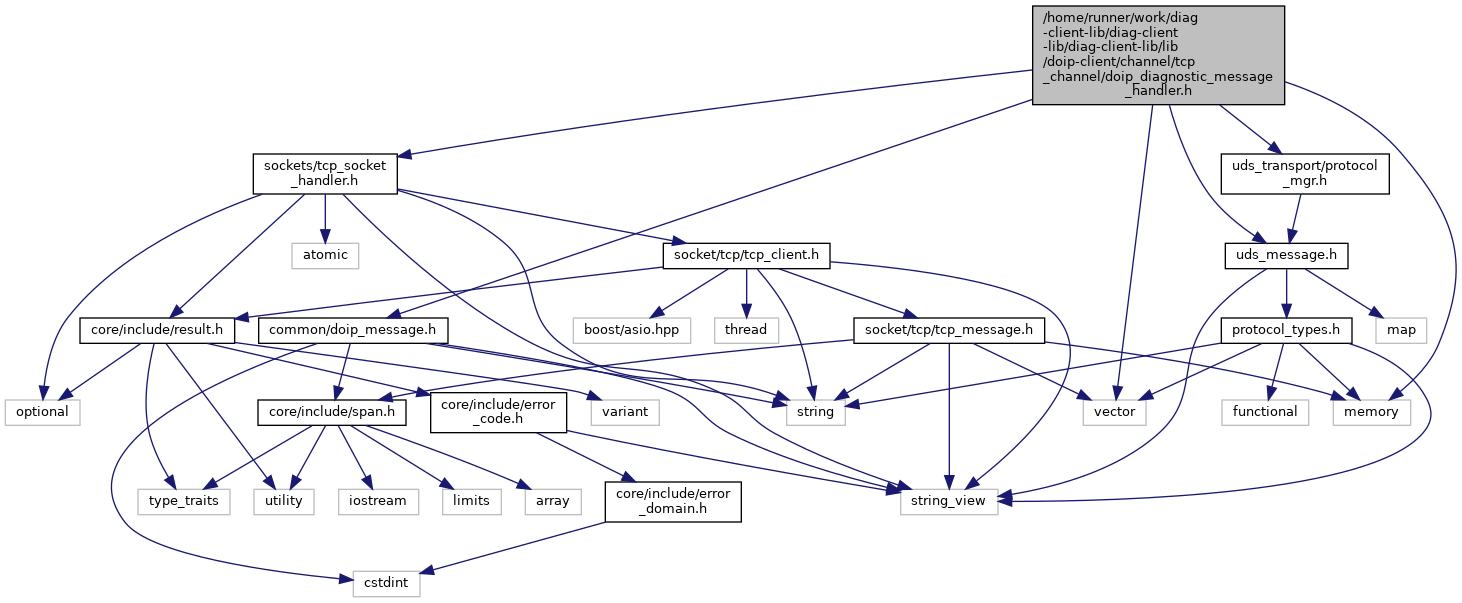 /home/runner/work/diag
-client-lib/diag-client
-lib/diag-client-lib/lib
/doip-client/channel/tcp
_channel/doip_diagnostic_message
_handler.h
sockets/tcp_socket
_handler.h
uds_transport/protocol
_mgr.h
atomic
socket/tcp/tcp_client.h
uds_message.h
core/include/result.h
common/doip_message.h
boost/asio.hpp
thread
socket/tcp/tcp_message.h
protocol_types.h
map
optional
core/include/span.h
core/include/error
_code.h
variant
string
vector
functional
memory
type_traits
utility
iostream
limits
array
core/include/error
_domain.h
string_view
cstdint